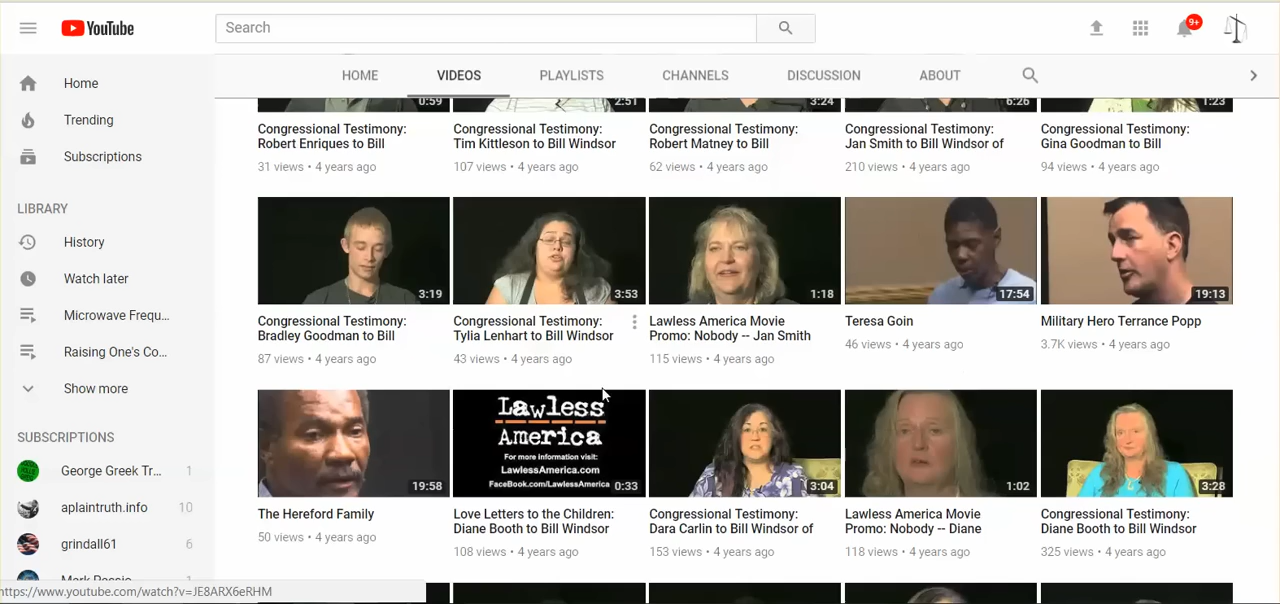 YouTube
Search
9+
HOME VIDEOS PLAYLISTS CHANNELS DISCUSSION ABOUT
Home
Trending
Subscriptions
LIBRARY
History
Watch later
Microwave Frequ...
Raising One's Co...
Show more
SUBSCRIPTIONS
George Greek Tr... 1
aplaintruth.info 10
grindall61 6
Mark Passio 1
0:59 2:51 3:24 6:26 1:23
Congressional Testimony:
Robert Enriques to Bill
31 views • 4 years ago
Congressional Testimony:
Tim Kittleson to Bill Windsor
107 views • 4 years ago
Congressional Testimony:
Robert Matney to Bill
62 views • 4 years ago
Congressional Testimony:
Jan Smith to Bill Windsor of
210 views • 4 years ago
Congressional Testimony:
Gina Goodman to Bill
94 views • 4 years ago
3:19
Congressional Testimony:
Bradley Goodman to Bill
87 views • 4 years ago
3:53
Congressional Testimony:
Tylia Lenhart to Bill Windsor
43 views • 4 years ago
1:18
Lawless America Movie
Promo: Nobody -- Jan Smith
115 views • 4 years ago
17:54
Teresa Goin
46 views • 4 years ago
19:13
Military Hero Terrance Popp
3.7K views • 4 years ago
19:58
The Hereford Family
50 views • 4 years ago
Lawless
America
For more information visit:
LawlessAmerica.com
FaceBook.com/LawlessAmerica
0:33
Love Letters to the Children:
Diane Booth to Bill Windsor
108 views • 4 years ago
3:04
Congressional Testimony:
Dara Carlin to Bill Windsor of
153 views • 4 years ago
1:02
Lawless America Movie
Promo: Nobody -- Diane
118 views • 4 years ago
3:28
Congressional Testimony:
Diane Booth to Bill Windsor
325 views • 4 years ago
https://www.youtube.com/watch?v=JE8ARX6eRHM